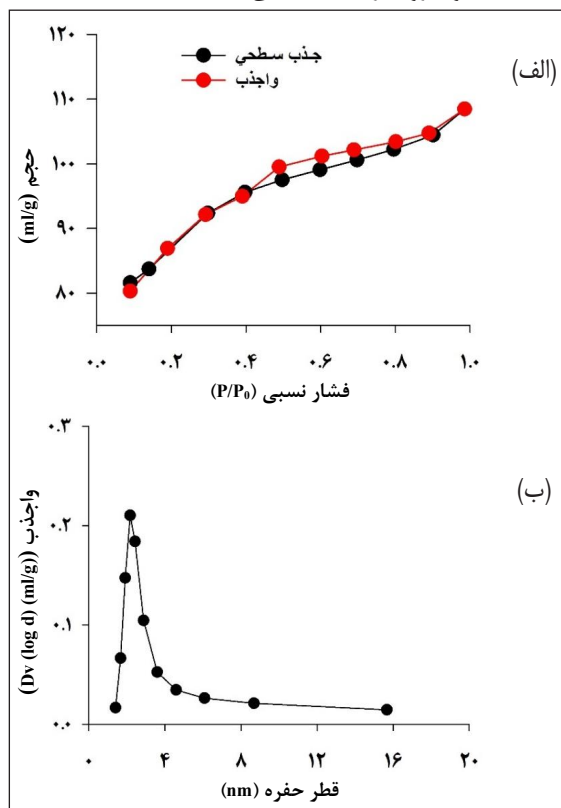 (الف)
جذب سطحي
واجذب
حجم (ml/g)
۱۲۰
۱۱۰
۱۰۰
۹۰
۸۰
۰.۰ ۰.۲ ۰.۴ ۰.۶ ۰.۸ ۱.۰
فشار نسبی (P/P₀)
(ب)
واجذب (Dv (log d) (ml/g))
۰.۳
۰.۲
۰.۱
۰.۰
۰ ۴ ۸ ۱۲ ۱۶ ۲۰
قطر حفره (nm)